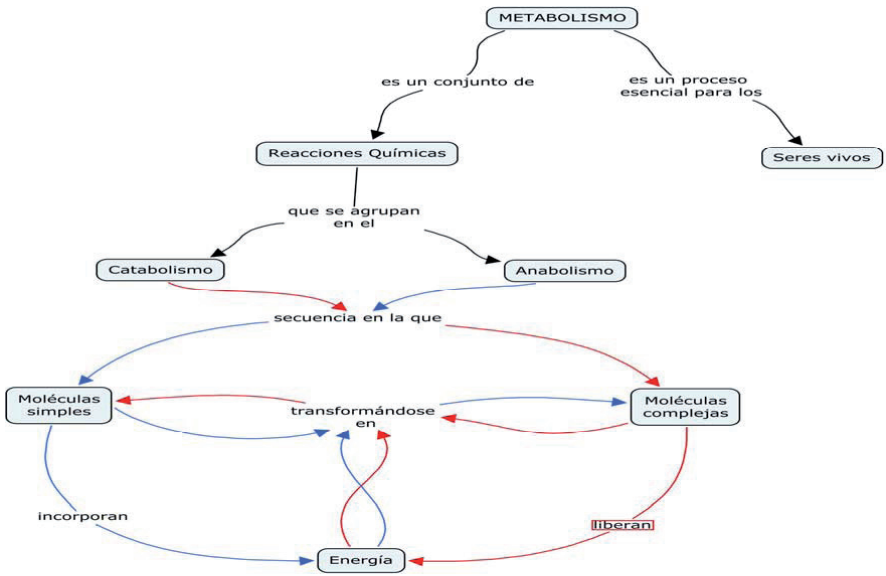 METABOLISMO
es un conjunto de
es un proceso
esencial para los
Reacciones Químicas
Seres vivos
que se agrupan
en el
Catabolismo
Anabolismo
secuencia en la que
Moléculas
simples
transformándose
en
Moléculas
complejas
incorporan
liberan
Energía